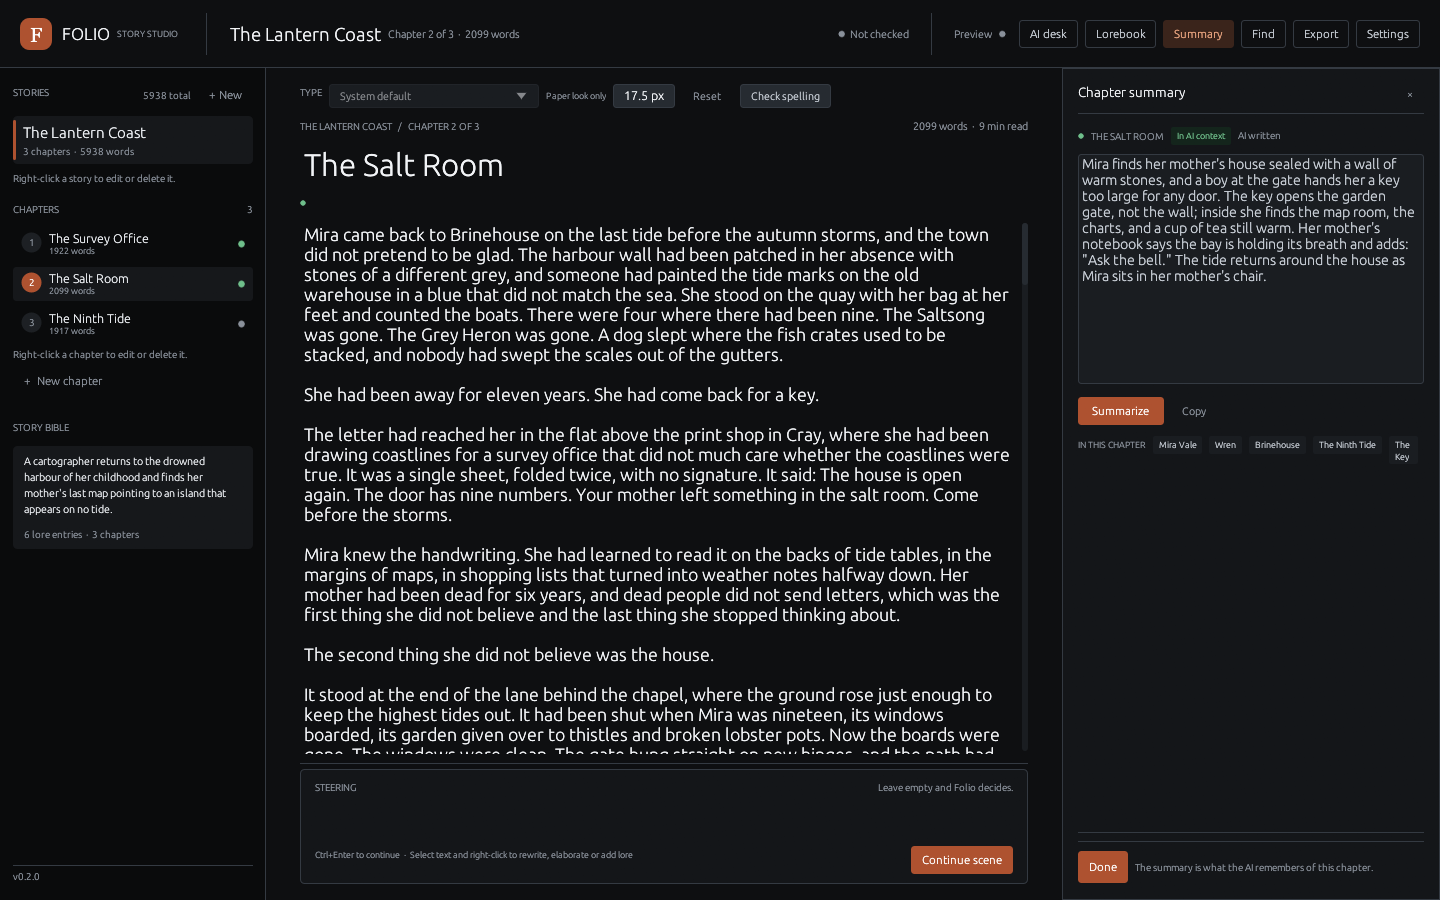 F FOLIO STORY STUDIO
The Lantern Coast Chapter 2 of 3 · 2099 words
Not checked
Preview
AI desk
Lorebook
Summary
Find
Export
Settings
STORIES 5938 total + New
The Lantern Coast
3 chapters · 5938 words
Right-click a story to edit or delete it.
CHAPTERS 3
1 The Survey Office
1922 words
2 The Salt Room
2099 words
3 The Ninth Tide
1917 words
Right-click a chapter to edit or delete it.
+ New chapter
STORY BIBLE
A cartographer returns to the drowned
harbour of her childhood and finds her
mother's last map pointing to an island that
appears on no tide.
6 lore entries · 3 chapters
v0.2.0
TYPE System default Paper look only 17.5 px Reset Check spelling
THE LANTERN COAST / CHAPTER 2 OF 3 2099 words · 9 min read
The Salt Room
Mira came back to Brinehouse on the last tide before the autumn storms, and the town
did not pretend to be glad. The harbour wall had been patched in her absence with
stones of a different grey, and someone had painted the tide marks on the old
warehouse in a blue that did not match the sea. She stood on the quay with her bag at her
feet and counted the boats. There were four where there had been nine. The Saltsong
was gone. The Grey Heron was gone. A dog slept where the fish crates used to be
stacked, and nobody had swept the scales out of the gutters.
She had been away for eleven years. She had come back for a key.
The letter had reached her in the flat above the print shop in Cray, where she had been
drawing coastlines for a survey office that did not much care whether the coastlines were
true. It was a single sheet, folded twice, with no signature. It said: The house is open
again. The door has nine numbers. Your mother left something in the salt room. Come
before the storms.
Mira knew the handwriting. She had learned to read it on the backs of tide tables, in the
margins of maps, in shopping lists that turned into weather notes halfway down. Her
mother had been dead for six years, and dead people did not send letters, which was the
first thing she did not believe and the last thing she stopped thinking about.
The second thing she did not believe was the house.
It stood at the end of the lane behind the chapel, where the ground rose just enough to
keep the highest tides out. It had been shut when Mira was nineteen, its windows
boarded, its garden given over to thistles and broken lobster pots. Now the boards were
gone. The windows were clean. The gate hung straight on new hinges, and the path had
STEERING Leave empty and Folio decides.
Ctrl+Enter to continue · Select text and right-click to rewrite, elaborate or add lore
Continue scene
Chapter summary ×
THE SALT ROOM In AI context AI written
Mira finds her mother's house sealed with a wall of
warm stones, and a boy at the gate hands her a key
too large for any door. The key opens the garden
gate, not the wall; inside she finds the map room, the
charts, and a cup of tea still warm. Her mother's
notebook says the bay is holding its breath and adds:
"Ask the bell." The tide returns around the house as
Mira sits in her mother's chair.
Summarize Copy
IN THIS CHAPTER Mira Vale Wren Brinehouse The Ninth Tide The
Key
Done The summary is what the AI remembers of this chapter.